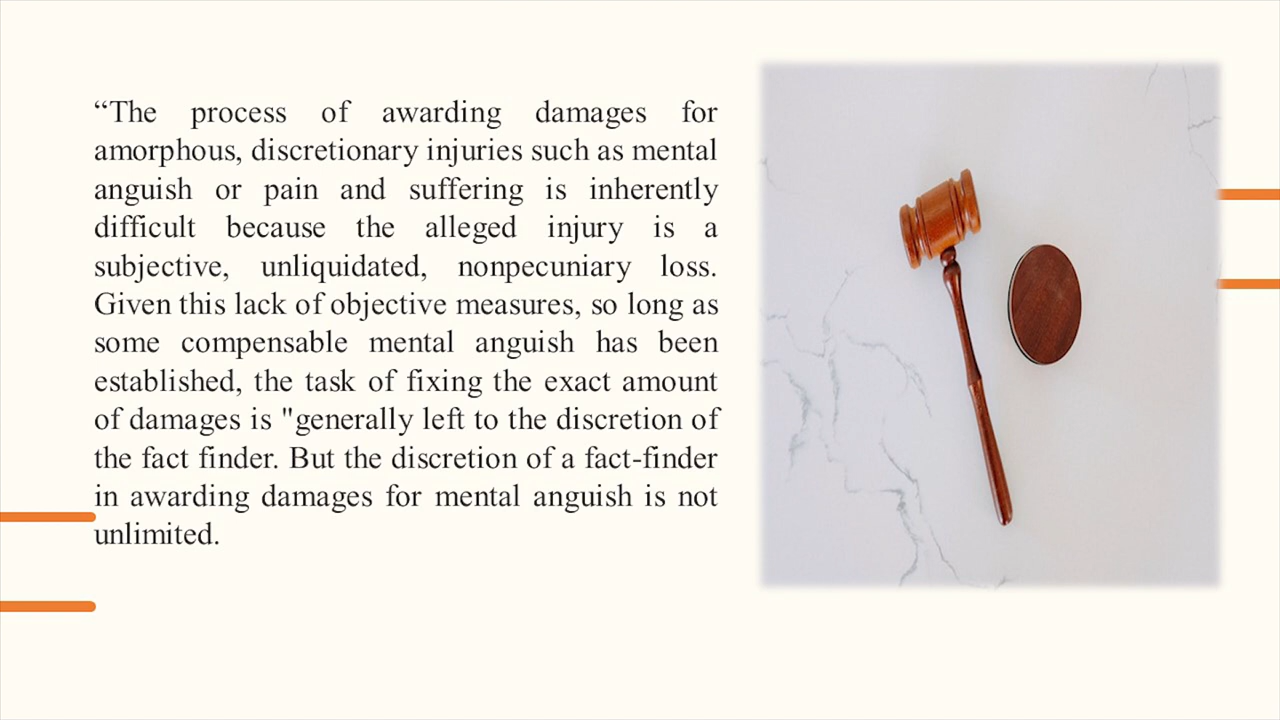 “The process of awarding damages for
amorphous, discretionary injuries such as mental
anguish or pain and suffering is inherently
difficult because the alleged injury is a
subjective, unliquidated, nonpecuniary loss.
Given this lack of objective measures, so long as
some compensable mental anguish has been
established, the task of fixing the exact amount
of damages is "generally left to the discretion of
the fact finder. But the discretion of a fact-finder
in awarding damages for mental anguish is not
unlimited.